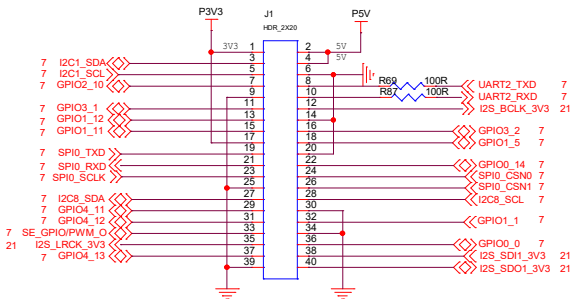 P3V3 J1 P5V
HDR_2X20
3V3 1 2 5V
7 I2C1_SDA 3 4 5V
7 I2C1_SCL 5 6
7 GPIO2_10 7 8 R69 100R UART2_TXD 7
9 10 R87 100R UART2_RXD 7
7 GPIO3_1 11 12 I2S_BCLK_3V3 21
7 GPIO1_12 13 14
7 GPIO1_11 15 16 GPIO3_2 7
17 18 GPIO1_5 7
7 SPI0_TXD 19 20
7 SPI0_RXD 21 22 GPIO0_14 7
7 SPI0_SCLK 23 24 SPI0_CSN0 7
25 26 SPI0_CSN1 7
7 I2C8_SDA 27 28 I2C8_SCL 7
7 GPIO4_11 29 30
7 GPIO4_12 31 32 GPIO1_1 7
7 SE_GPIO/PWM_O 33 34
21 I2S_LRCK_3V3 35 36 GPIO0_0 7
7 GPIO4_13 37 38 I2S_SDI1_3V3 21
39 40 I2S_SDO1_3V3 21